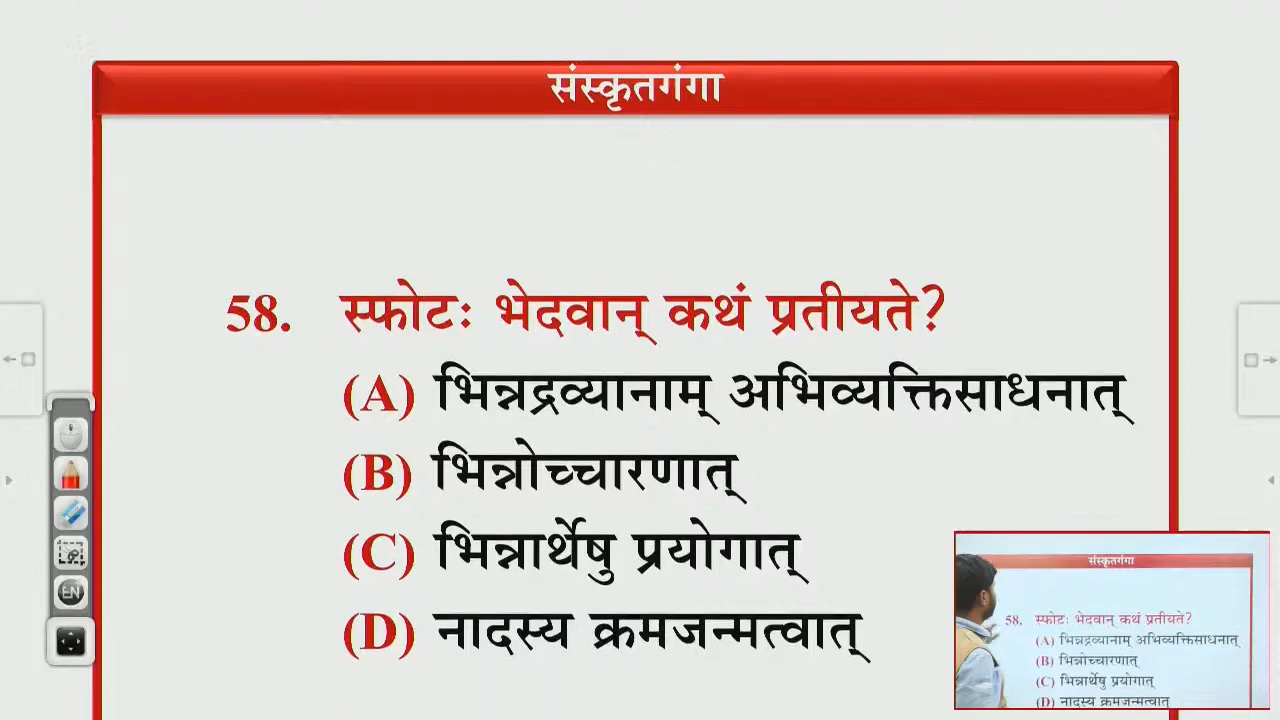 संस्कृतगंगा
58. स्फोटः भेदवान् कथं प्रतीयते?
(A) भिन्नद्रव्यानाम् अभिव्यक्तिसाधनात्
(B) भिन्नोच्चारणात्
(C) भिन्नार्थेषु प्रयोगात्
(D) नादस्य क्रमजन्मत्वात्
EN
संस्कृतगंगा
58. स्फोटः भेदवान् कथं प्रतीयते?
(A) भिन्नद्रव्यानाम् अभिव्यक्तिसाधनात्
(B) भिन्नोच्चारणात्
(C) भिन्नार्थेषु प्रयोगात्
(D) नादस्य क्रमजन्मत्वात्